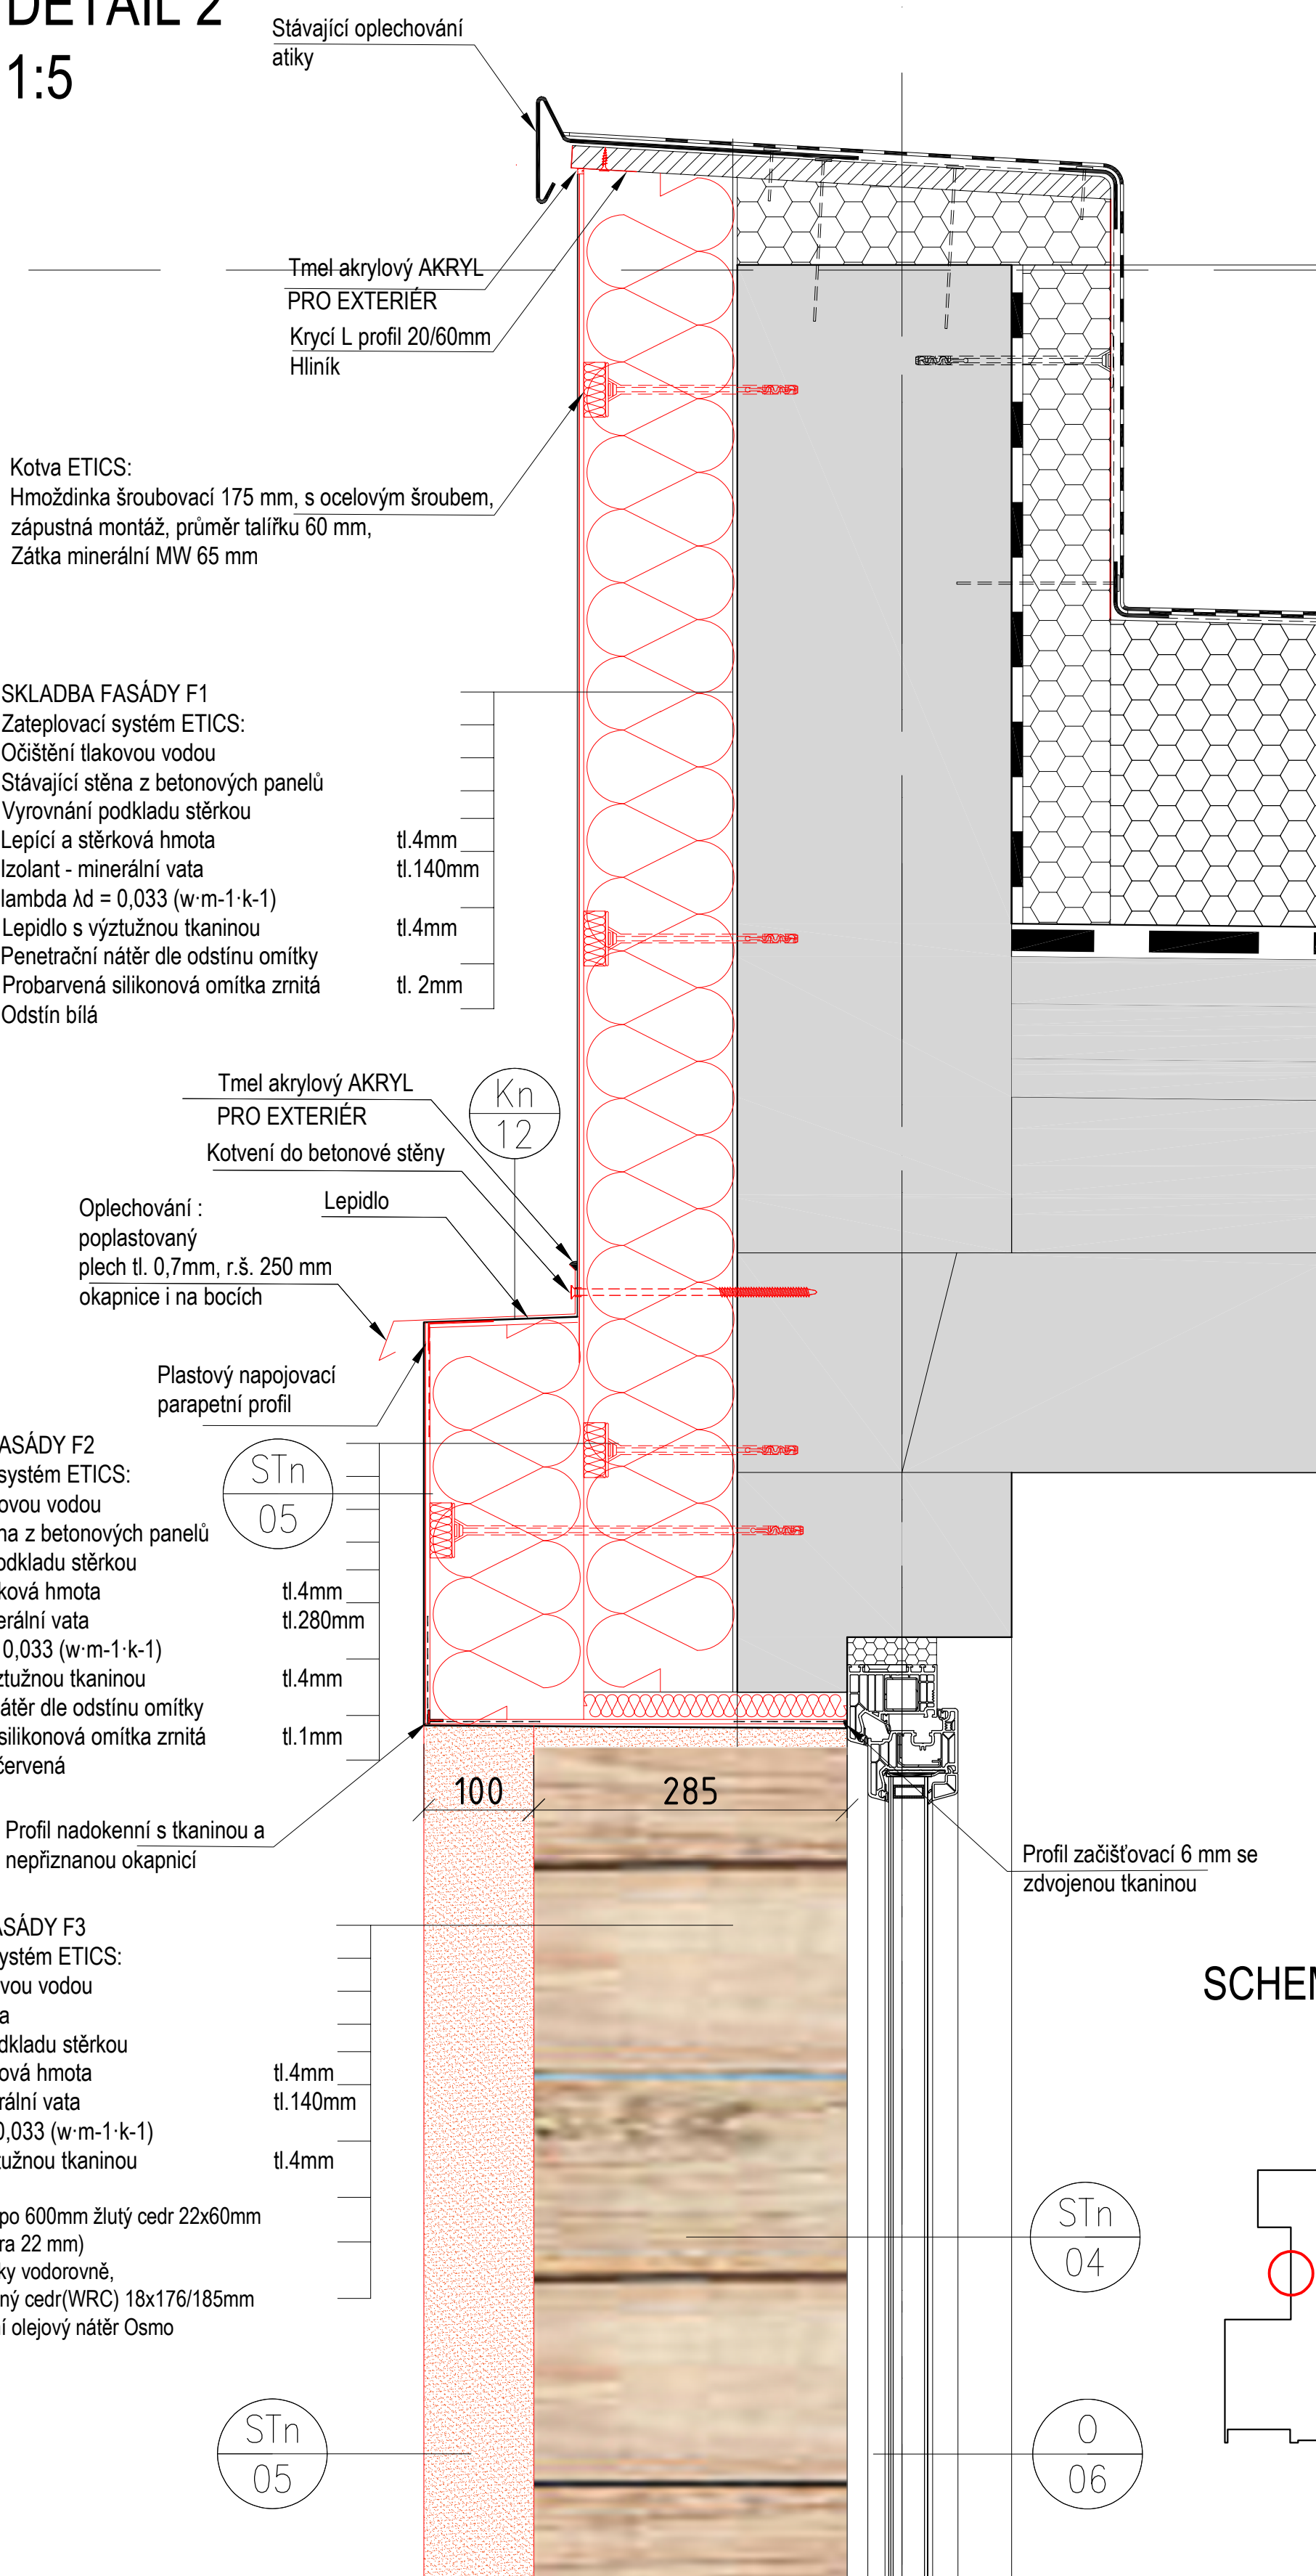 DETAIL 2
1:5
Stávající oplechování
atiky
Tmel akrylový AKRYL
PRO EXTERIÉR
Krycí L profil 20/60mm
Hliník
Kotva ETICS:
Hmoždinka šroubovací 175 mm, s ocelovým šroubem,
zápustná montáž, průměr talířku 60 mm,
Zátka minerální MW 65 mm
SKLADBA FASÁDY F1
Zateplovací systém ETICS:
Očištění tlakovou vodou
Stávající stěna z betonových panelů
Vyrovnání podkladu stěrkou
Lepící a stěrková hmota tl.4mm
Izolant - minerální vata tl.140mm
lambda λd = 0,033 (w·m-1·k-1)
Lepidlo s výztužnou tkaninou tl.4mm
Penetrační nátěr dle odstínu omítky
Probarvená silikonová omítka zrnitá tl. 2mm
Odstín bílá
Tmel akrylový AKRYL
PRO EXTERIÉR
Kotvení do betonové stěny
Lepidlo
Kn
12
Oplechování :
poplastovaný
plech tl. 0,7mm, r.š. 250 mm
okapnice i na bocích
Plastový napojovací
parapetní profil
ASÁDY F2
systém ETICS:
ovou vodou
na z betonových panelů
odkladu stěrkou
ková hmota tl.4mm
erální vata tl.280mm
0,033 (w·m-1·k-1)
ztužnou tkaninou tl.4mm
átěr dle odstínu omítky
silikonová omítka zrnitá tl.1mm
červená
STn
05
100
285
Profil nadokenní s tkaninou a
nepřiznanou okapnicí
Profil začišťovací 6 mm se
zdvojenou tkaninou
ASÁDY F3
ystém ETICS:
vou vodou
a
dkladu stěrkou
ová hmota tl.4mm
rální vata tl.140mm
0,033 (w·m-1·k-1)
tužnou tkaninou tl.4mm
po 600mm žlutý cedr 22x60mm
ra 22 mm)
ky vodorovně,
ný cedr(WRC) 18x176/185mm
í olejový nátěr Osmo
SCHEM
STn
04
STn
05
O
06